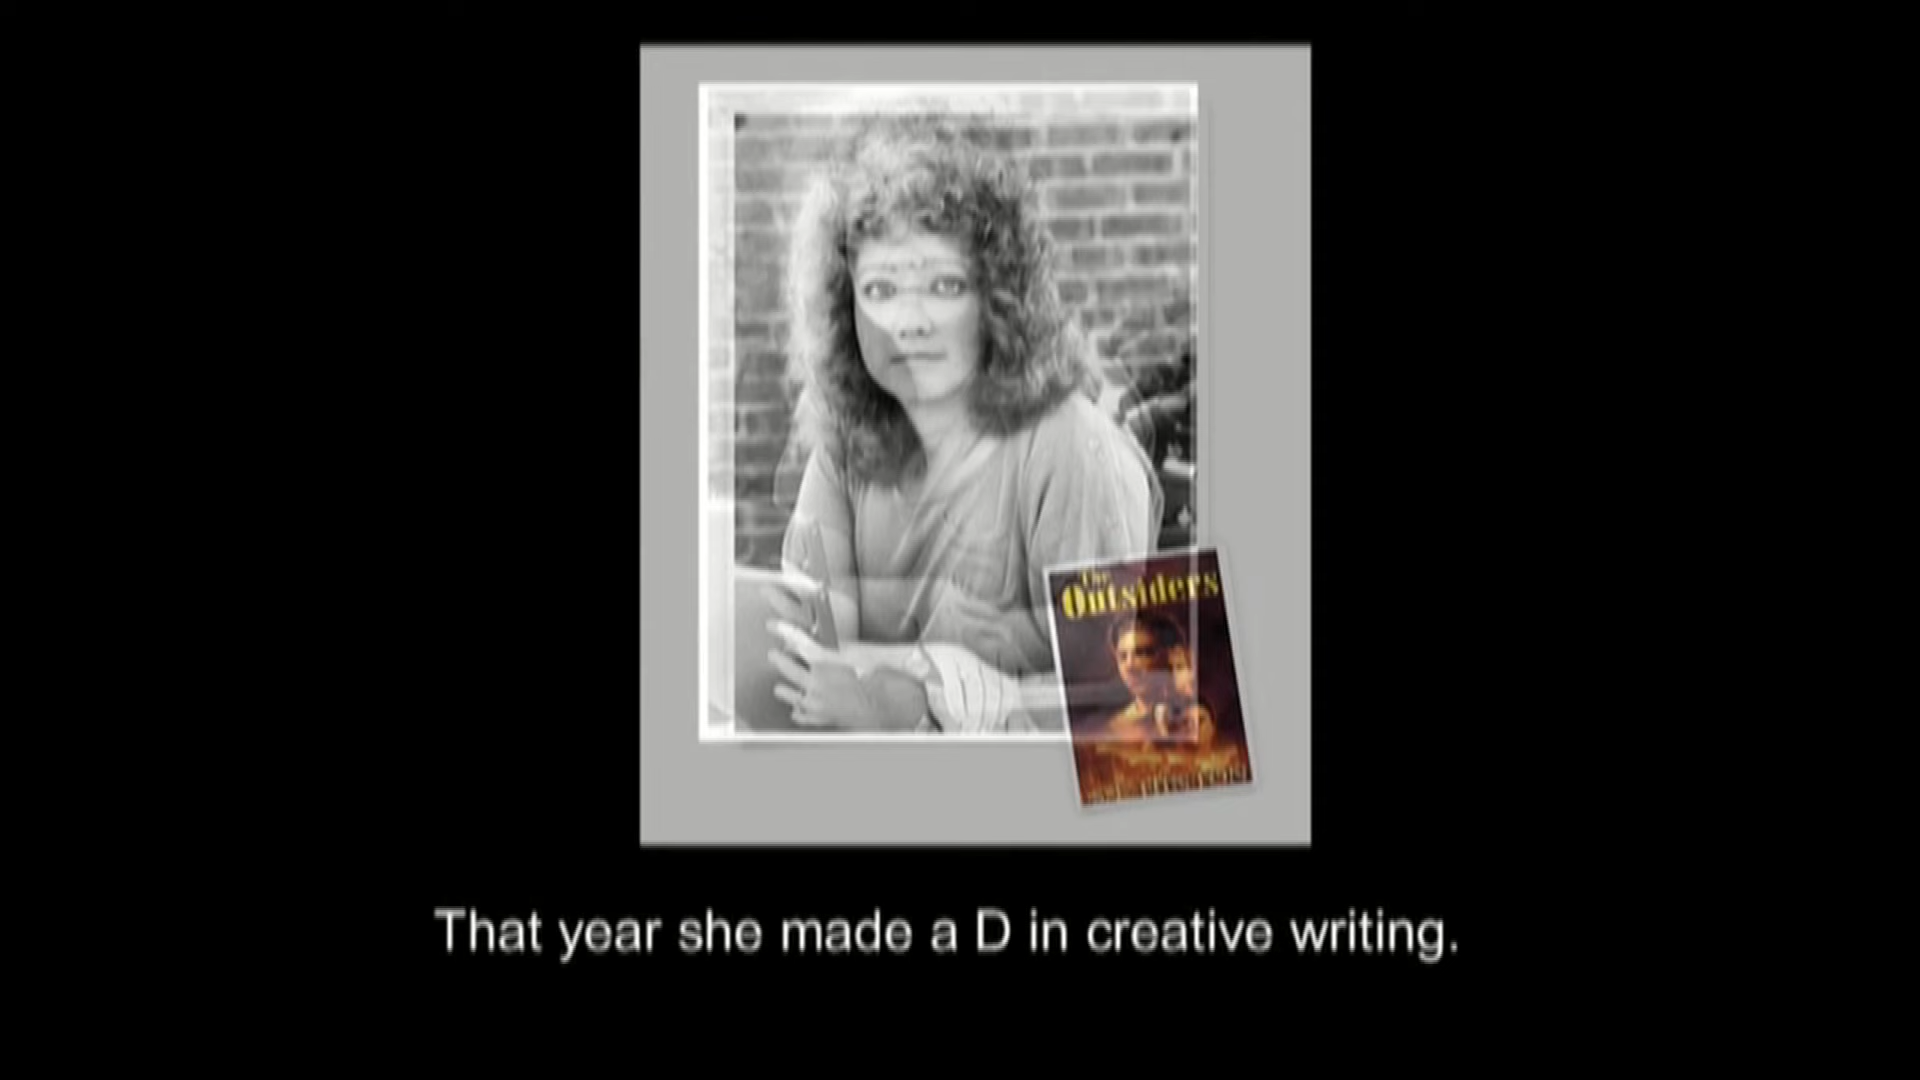 The
Outsiders
That year she made a D in creative writing.